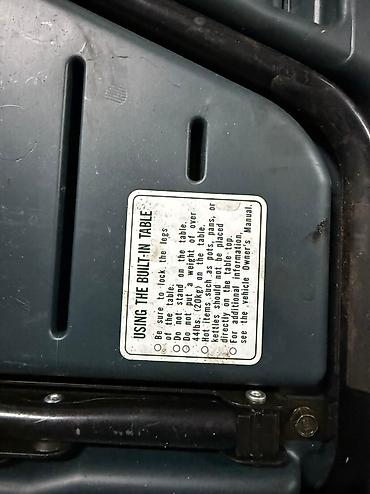 USING THE BUILT-IN TABLE
○ Be sure to lock the legs
of the table.
○ Do not stand on the table.
○ Do not put a weight of over
44lbs. (20kg) on the table.
○ Hot items, such as pots, pans, or
kettles should not be placed
directly on the table top.
○ For additional information,
see the vehicle Owner's Manual.